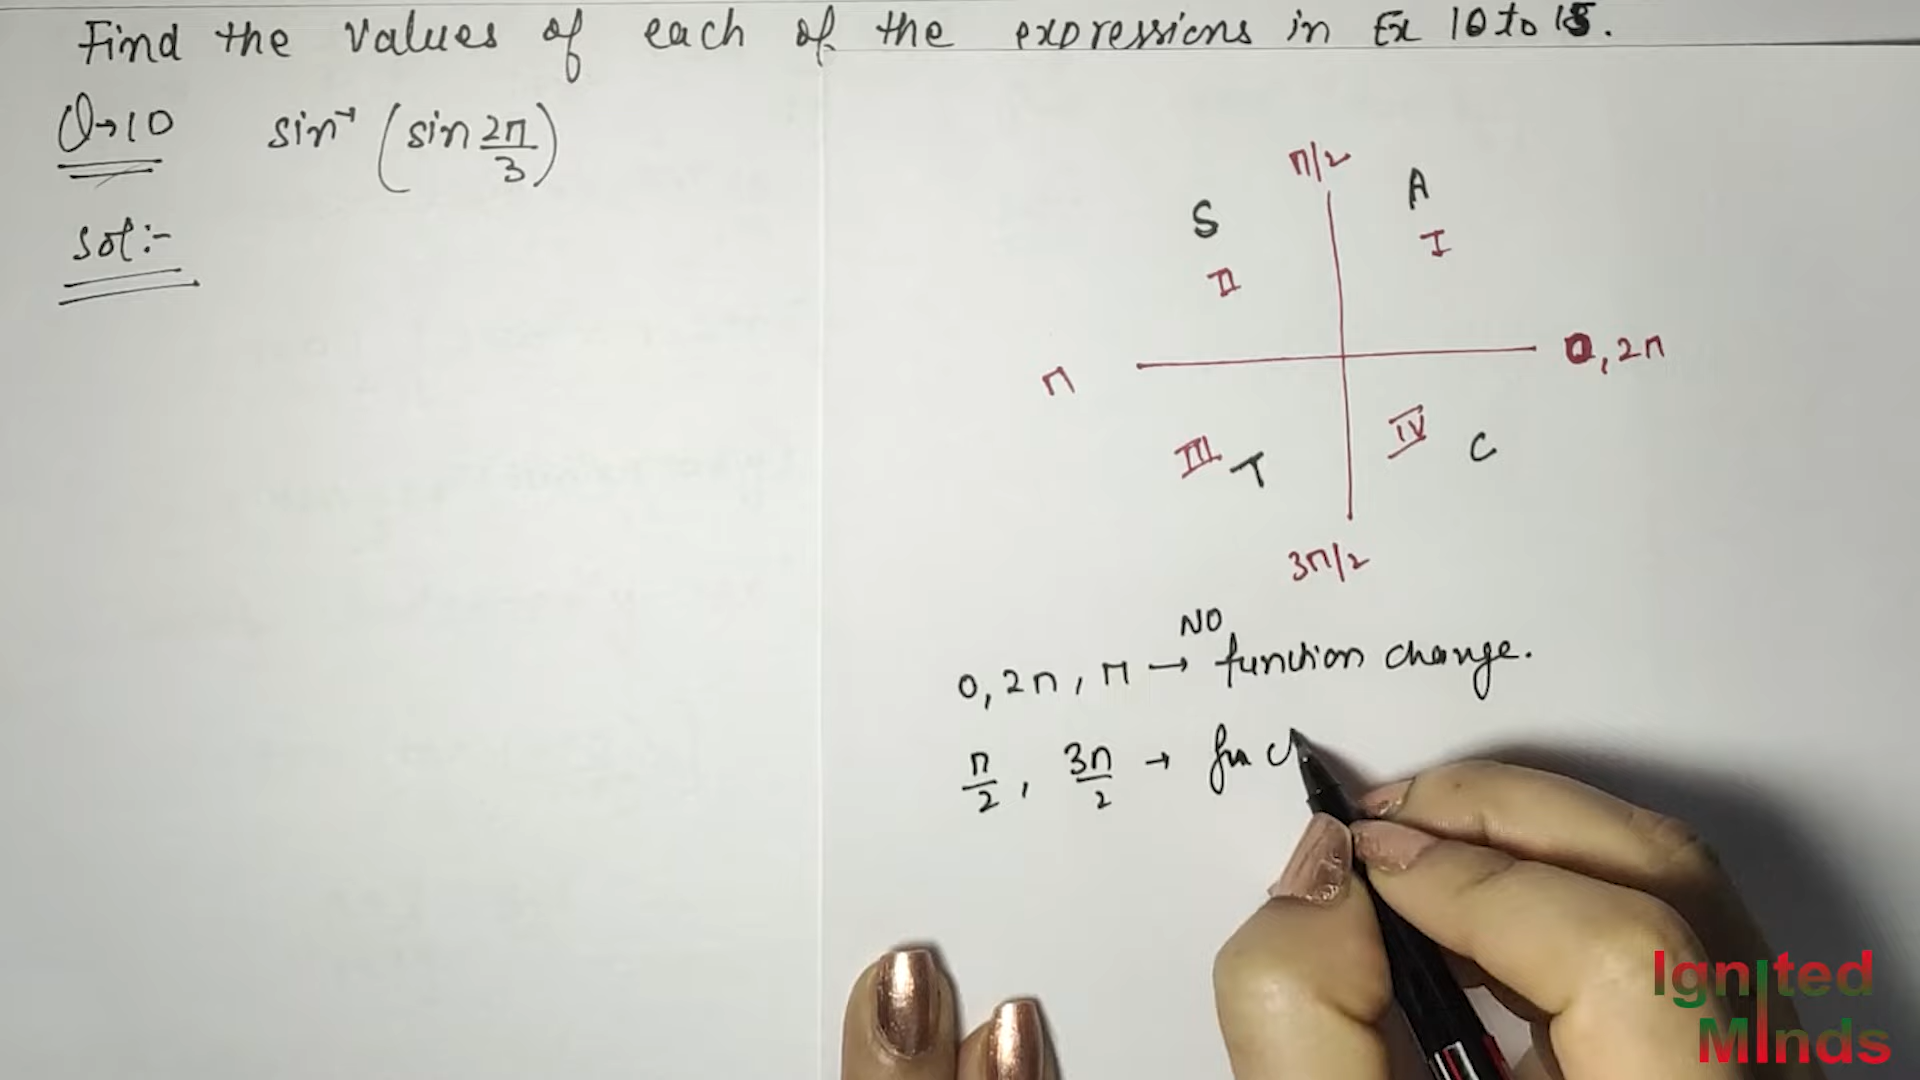 Find the values of each of the expressions in Ex 10 to 15.
Q→10 sin⁻¹ (sin 2π/3)
Sol:-
π/2
S A
II I
π 0, 2π
III T IV C
3π/2
NO
0, 2π, π → function change.
π/2, 3π/2 → fun c
Ignited
Minds